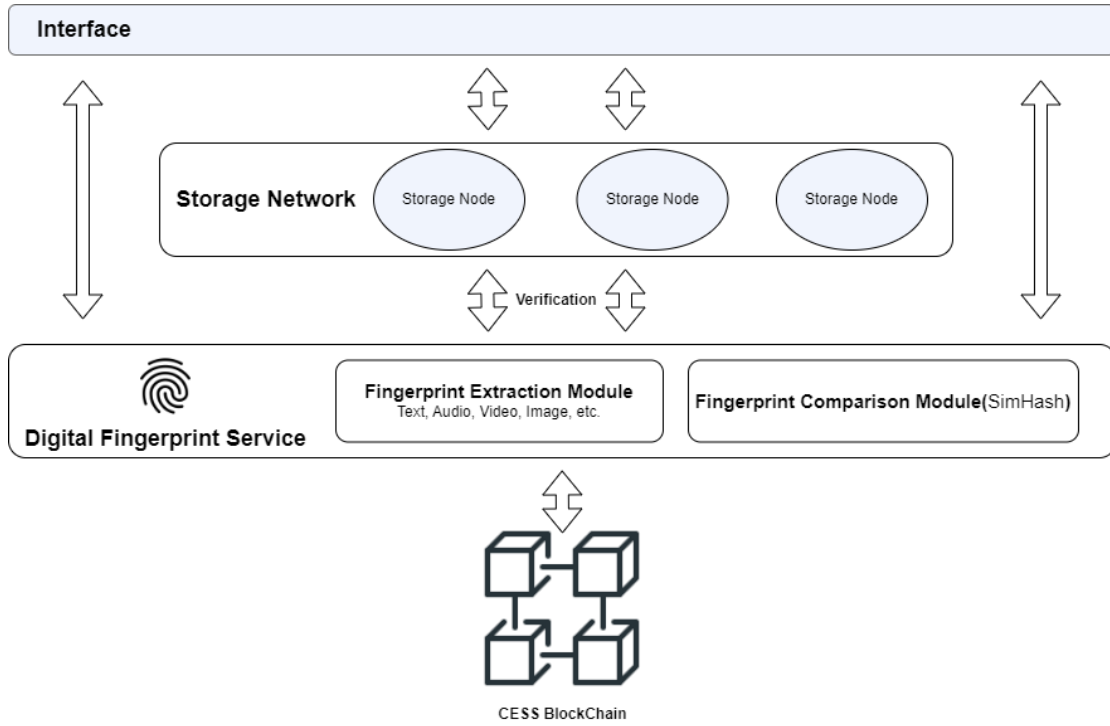 Interface
Storage Network
Storage Node
Storage Node
Storage Node
Verification
Digital Fingerprint Service
Fingerprint Extraction Module
Text, Audio, Video, Image, etc.
Fingerprint Comparison Module(SimHash)
CESS BlockChain